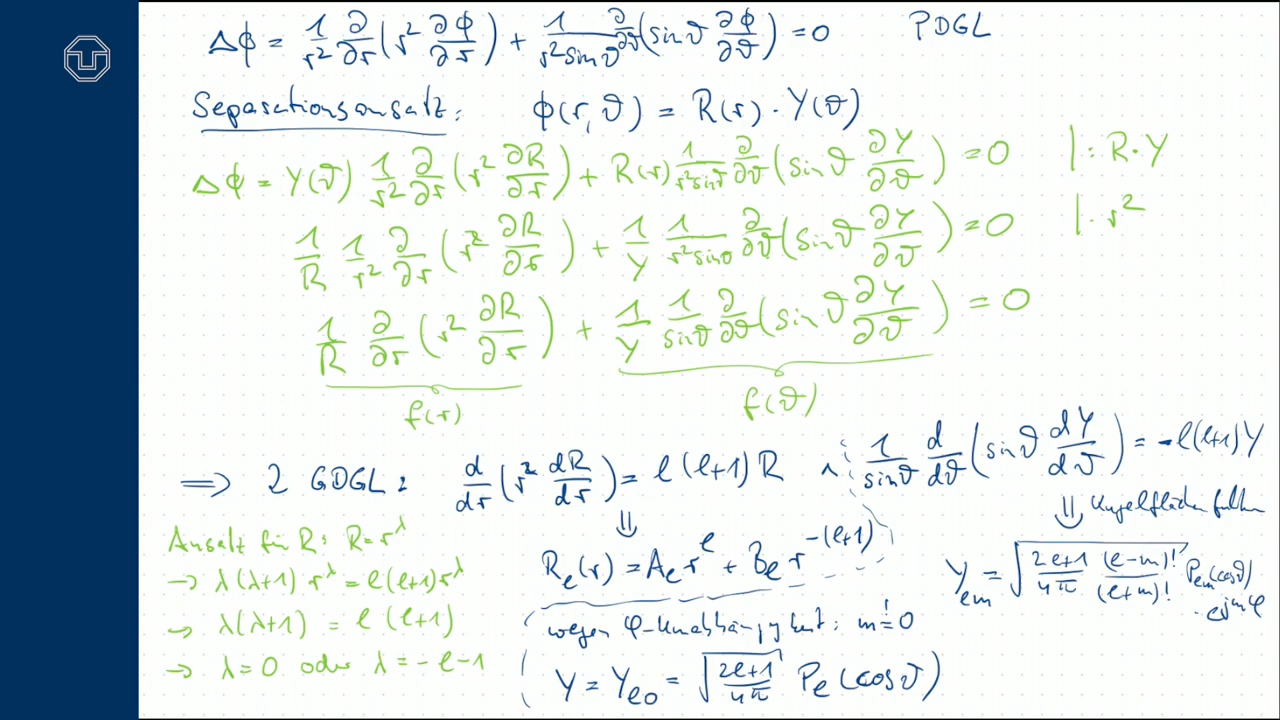 Δϕ = 1/r² ∂/∂r (r² ∂ϕ/∂r) + 1/(r² sinϑ) ∂/∂ϑ (sinϑ ∂ϕ/∂ϑ) = 0 PDGL
Separationsansatz: ϕ(r, ϑ) = R(r) · Y(ϑ)
Δϕ = Y(ϑ) 1/r² ∂/∂r (r² ∂R/∂r) + R(r) 1/(r² sinϑ) ∂/∂ϑ (sinϑ ∂Y/∂ϑ) = 0 | : R·Y
1/R 1/r² ∂/∂r (r² ∂R/∂r) + 1/Y 1/(r² sinϑ) ∂/∂ϑ (sinϑ ∂Y/∂ϑ) = 0 | · r²
1/R ∂/∂r (r² ∂R/∂r) + 1/Y 1/sinϑ ∂/∂ϑ (sinϑ ∂Y/∂ϑ) = 0
f(r) f(ϑ)
⇒ 2 GDGL: d/dr (r² dR/dr) = ℓ(ℓ+1) R ∧ 1/sinϑ d/dϑ (sinϑ dY/dϑ) = -ℓ(ℓ+1) Y
⇓ ⇓ Kugelflächenfktn
Ansatz für R: R = r^λ
→ λ(λ+1) r^λ = ℓ(ℓ+1) r^λ
→ λ(λ+1) = ℓ(ℓ+1)
→ λ = 0 oder λ = -ℓ-1
R_ℓ(r) = A_ℓ r^ℓ + B_ℓ r^-(ℓ+1)
Y_ℓm = √((2ℓ+1)/4π (ℓ-m)!/(ℓ+m)!) P_ℓm(cosϑ)
· e^jmφ
wegen φ-Unabhängigkeit: m ≟ 0
Y = Y_ℓ0 = √((2ℓ+1)/4π) P_ℓ(cosϑ)